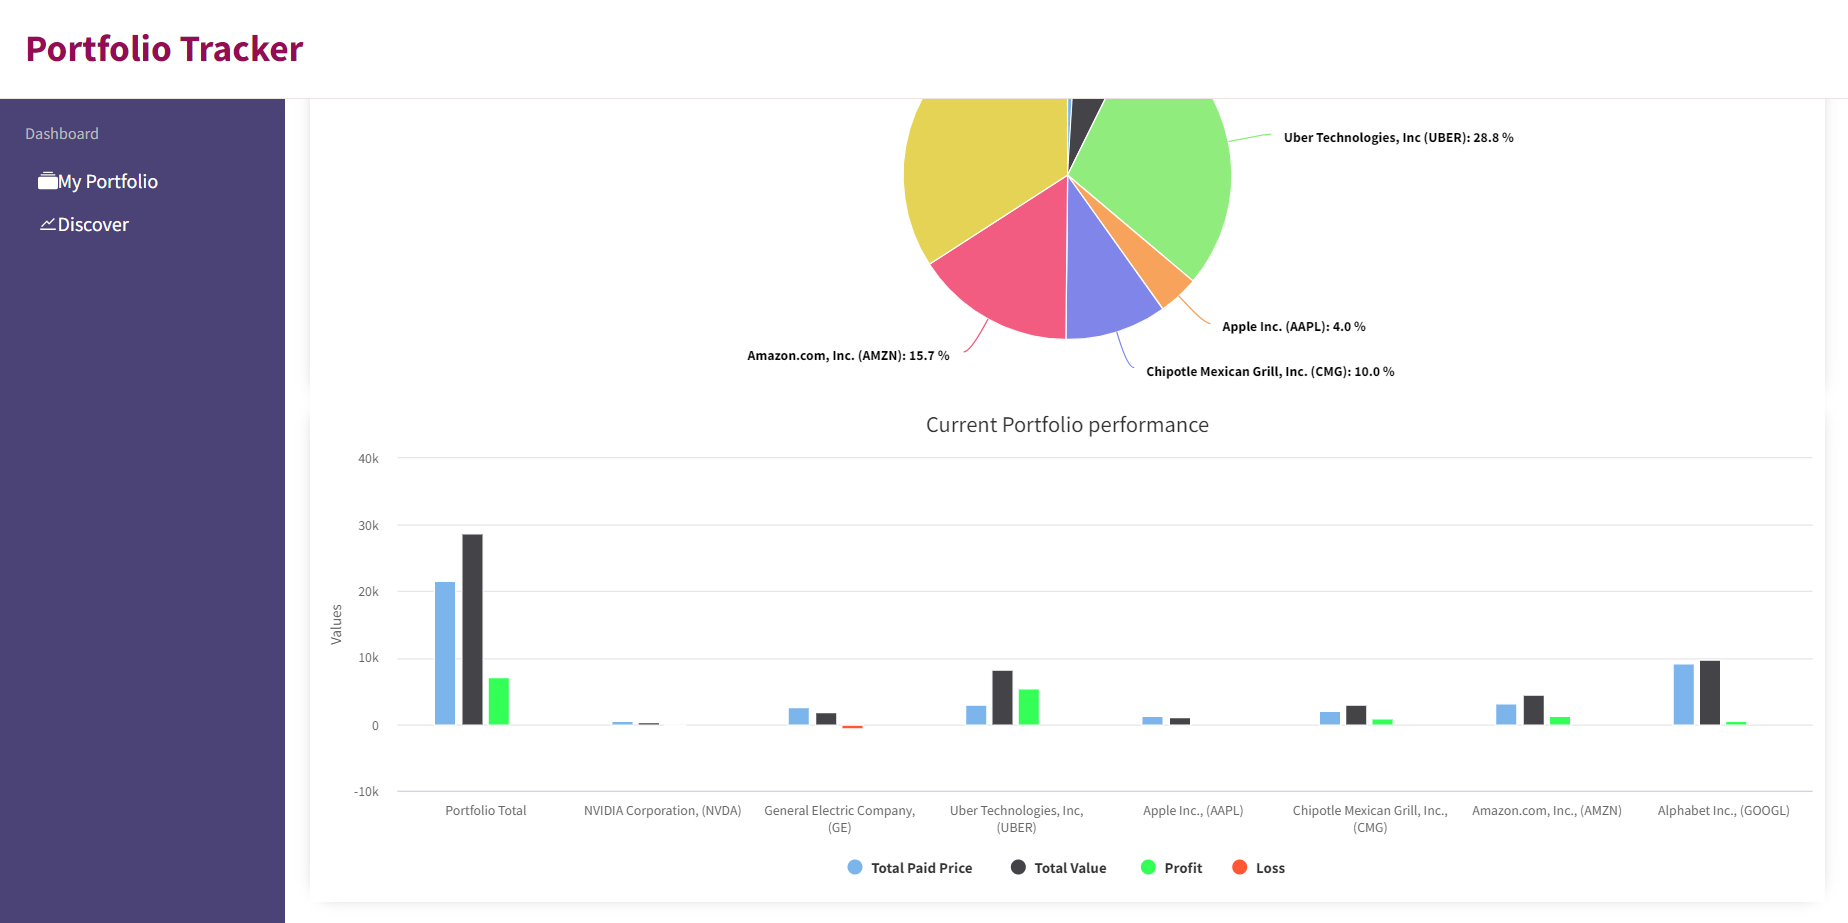 Portfolio Tracker
Dashboard
My Portfolio
Discover
Uber Technologies, Inc (UBER): 28.8 %
Apple Inc. (AAPL): 4.0 %
Amazon.com, Inc. (AMZN): 15.7 %
Chipotle Mexican Grill, Inc. (CMG): 10.0 %
Current Portfolio performance
Values
40k
30k
20k
10k
0
-10k
Portfolio Total
NVIDIA Corporation, (NVDA)
General Electric Company,
(GE)
Uber Technologies, Inc,
(UBER)
Apple Inc., (AAPL)
Chipotle Mexican Grill, Inc.,
(CMG)
Amazon.com, Inc., (AMZN)
Alphabet Inc., (GOOGL)
Total Paid Price
Total Value
Profit
Loss